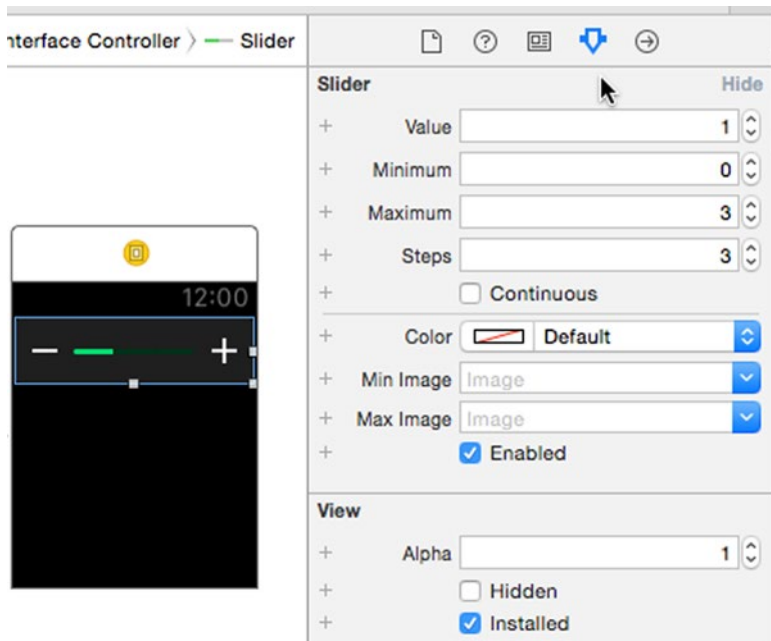 nterface Controller > Slider
?
Slider Hide
+ Value 1
+ Minimum 0
+ Maximum 3
+ Steps 3
+ Continuous
+ Color Default
+ Min Image Image
+ Max Image Image
+ Enabled
12:00
− +
View
+ Alpha 1
+ Hidden
+ Installed